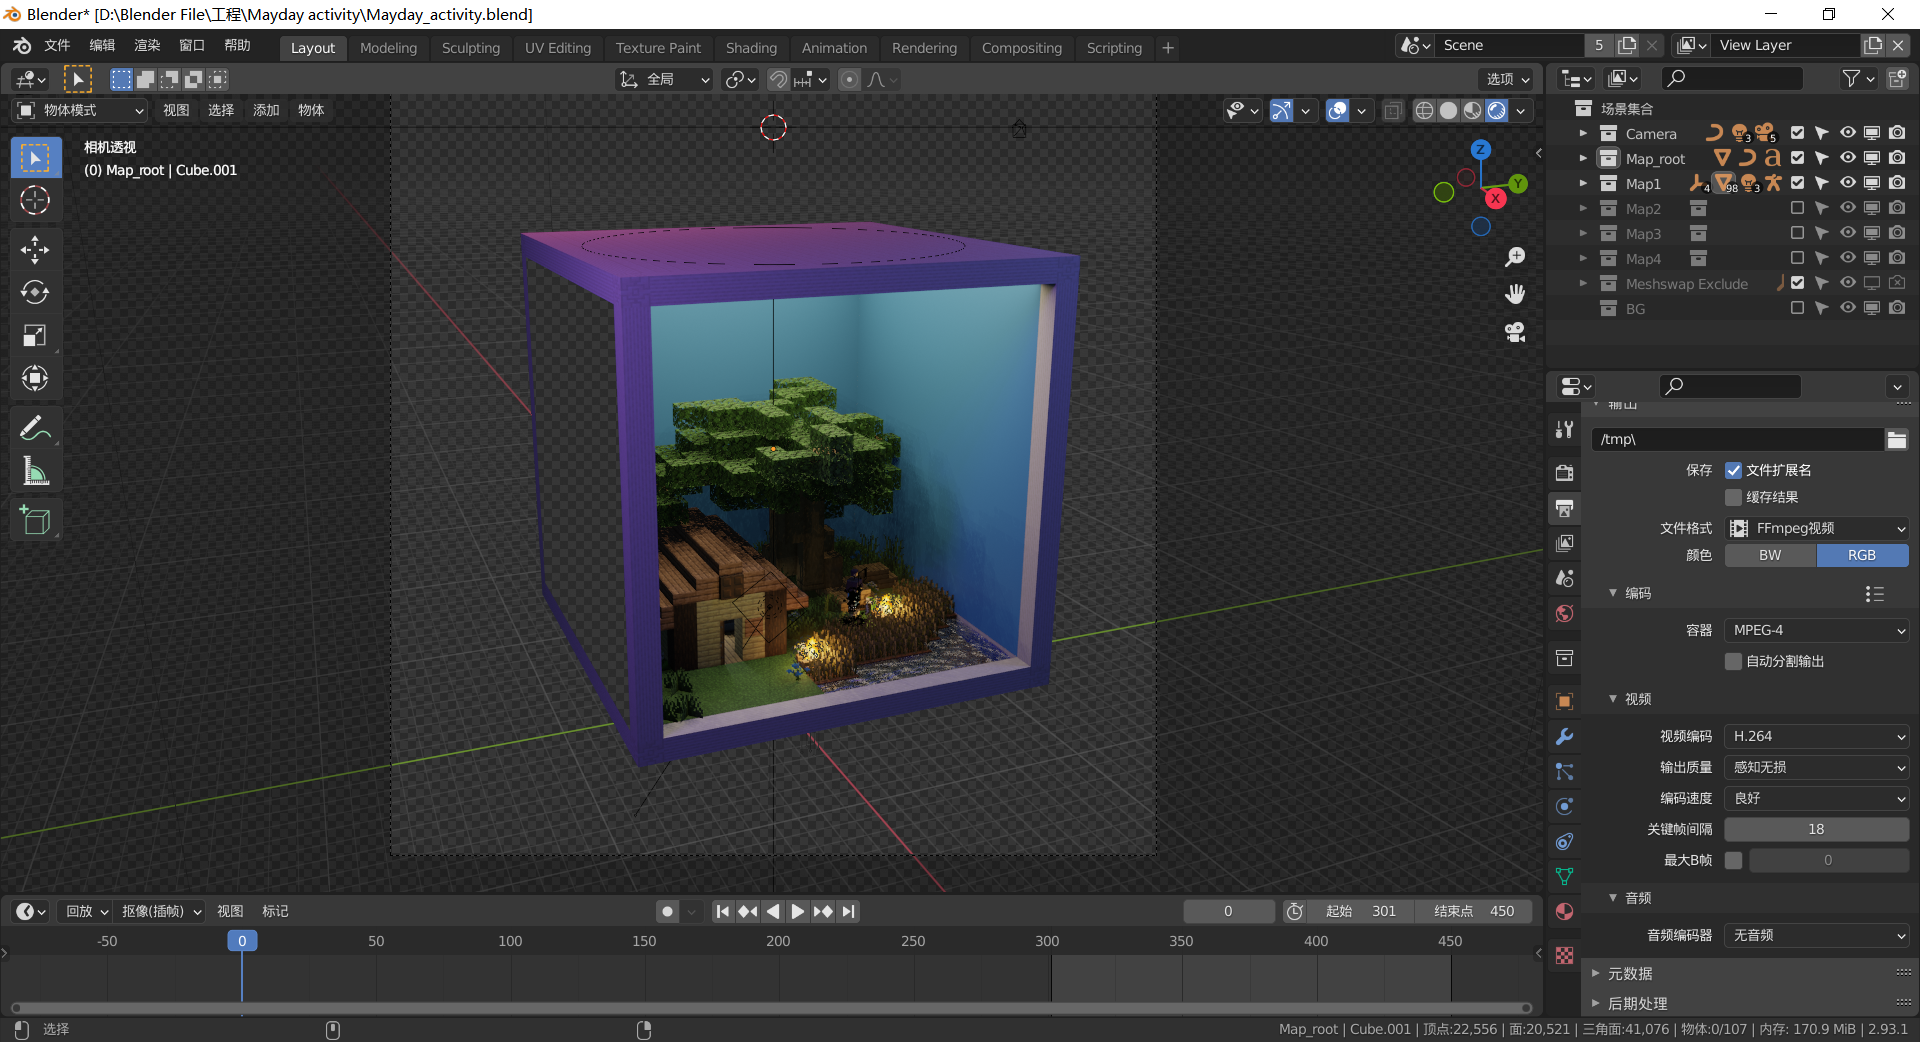 Blender* [D:\Blender File\工程\Mayday activity\Mayday_activity.blend]
文件 编辑 渲染 窗口 帮助 Layout Modeling Sculpting UV Editing Texture Paint Shading Animation Rendering Compositing Scripting + Scene 5 View Layer
全局 选项
物体模式 视图 选择 添加 物体
相机透视
(0) Map_root | Cube.001
Z
Y
X
场景集合
Camera 3 5
Map_root
Map1 4 98 3
Map2
Map3
Map4
Meshswap Exclude
BG
输出
/tmp\
保存 文件扩展名
缓存结果
文件格式 FFmpeg视频
颜色 BW RGB
编码
容器 MPEG-4
自动分割输出
视频
视频编码 H.264
输出质量 感知无损
编码速度 良好
关键帧间隔 18
最大B帧 0
音频
音频编码器 无音频
元数据
后期处理
回放 抠像(插帧) 视图 标记 0 起始 301 结束点 450
-50 0 50 100 150 200 250 300 350 400 450
选择
Map_root | Cube.001 | 顶点:22,556 | 面:20,521 | 三角面:41,076 | 物体:0/107 | 内存: 170.9 MiB | 2.93.1